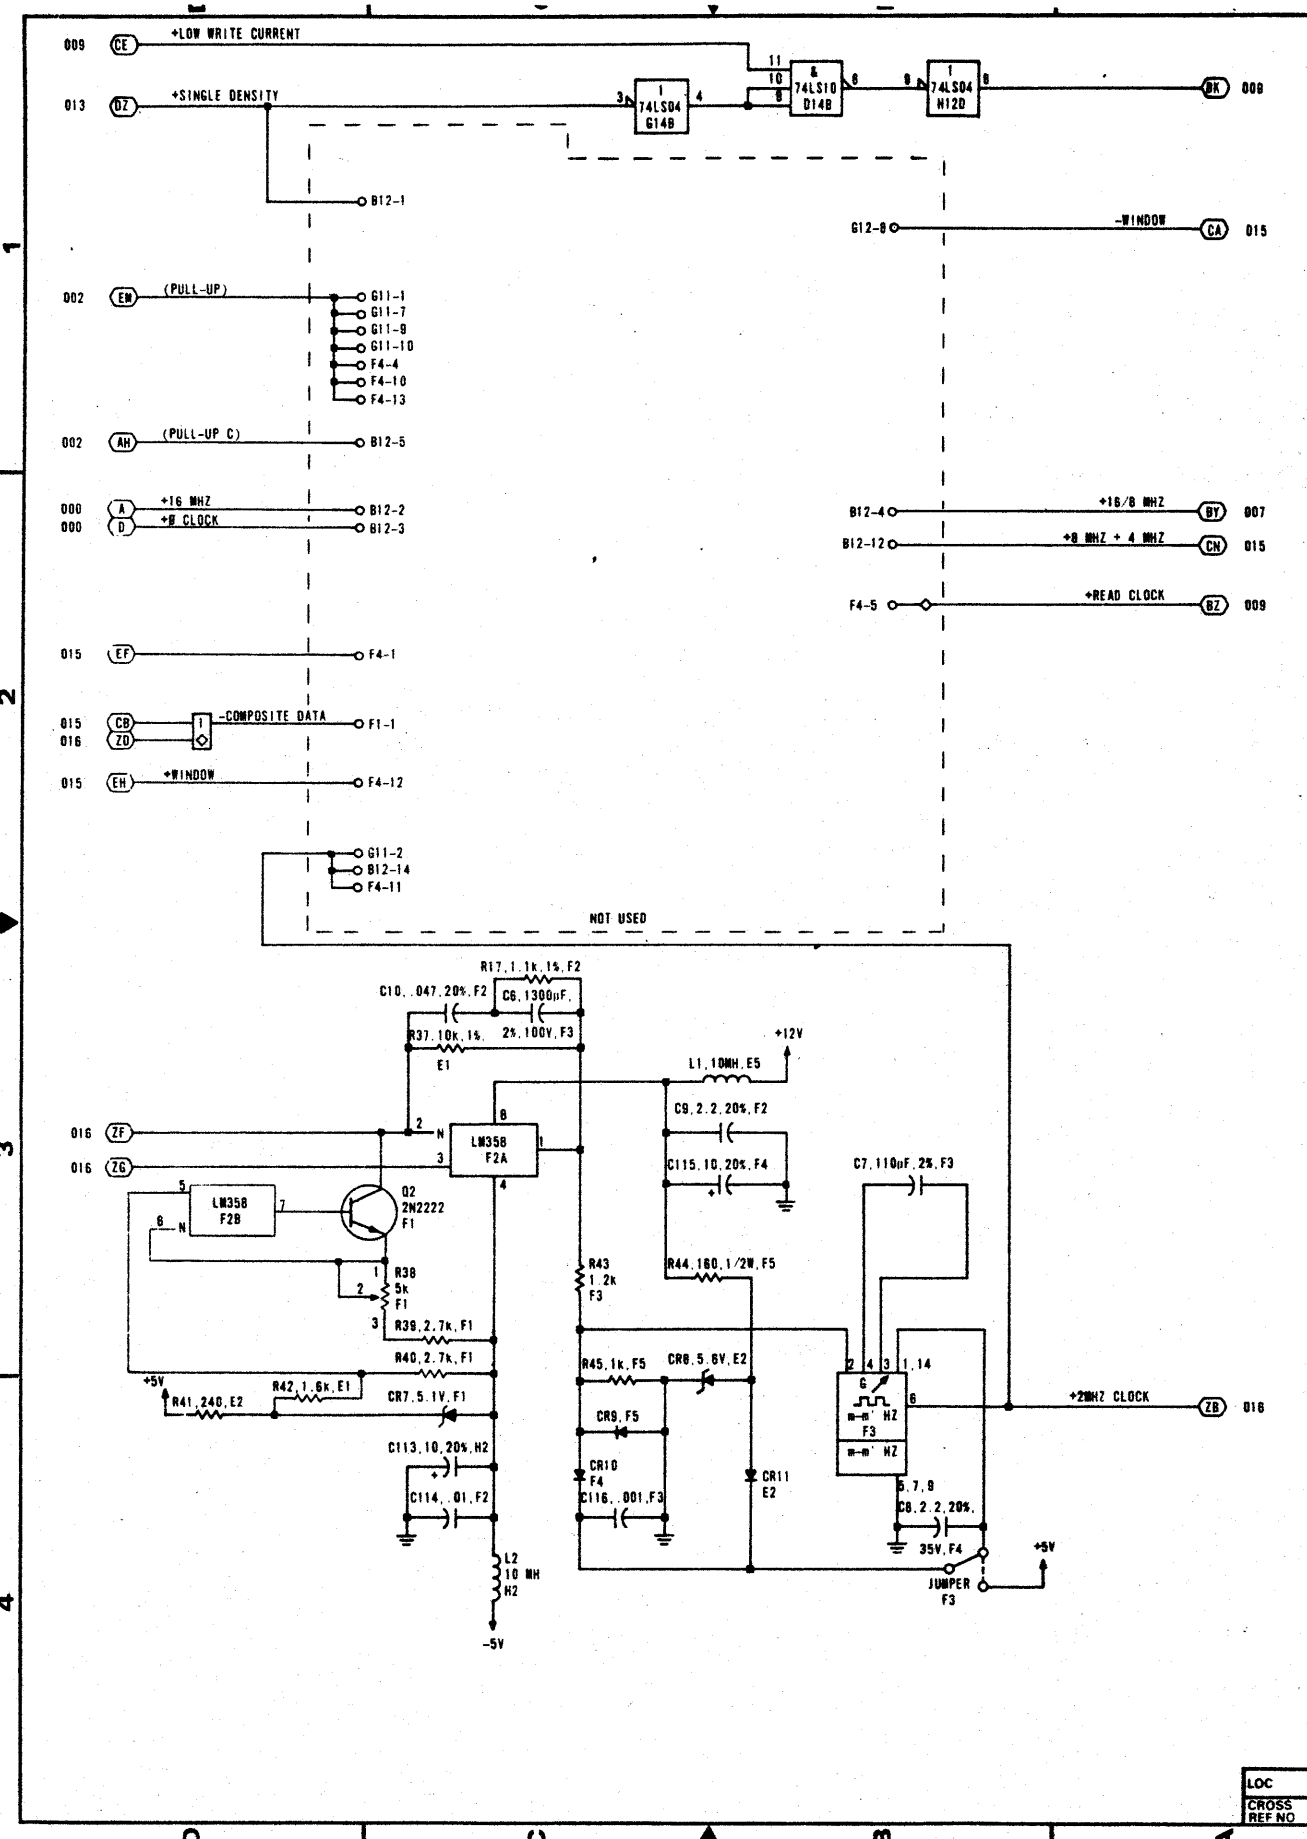 009 CE +LOW WRITE CURRENT
11
10
9
&
74LS10
D14B
8
9
1
74LS04
H12D
8
BK 009
013 DZ +SINGLE DENSITY
3
1
74LS04
G14B
4
B12-1
G12-8 -WINDOW CA 015
1
002 EM (PULL-UP)
G11-1
G11-7
G11-9
G11-10
F4-4
F4-10
F4-13
002 AH (PULL-UP C) B12-5
000 A +16 MHZ B12-2
000 D +Ø CLOCK B12-3
B12-4 +16/8 MHZ BY 007
B12-12 +8 MHZ + 4 MHZ CN 015
F4-5 +READ CLOCK BZ 009
015 EF F4-1
2
015 CB 1 -COMPOSITE DATA F1-1
016 ZD
015 EH +WINDOW F4-12
G11-2
B12-14
F4-11
NOT USED
R17,1.1k,1%,F2
C10,.047,20%,F2
C6,1300pF,
2%,100V,F3
R37,10k,1%,
E1
+12V
L1,10MH,E5
C9,2.2,20%,F2
C115,10,20%,F4
+
3
016 ZF
2
N
8
LM358
F2A
1
016 ZG
3
4
C7,110pF,2%,F3
5
LM358
F2B
7
6
N
Q2
2N2222
F1
1
R38
5k
F1
2
3
R43
1.2k
F3
R44,160,1/2W,F5
R39,2.7k,F1
R40,2.7k,F1
R45,1k,F5
CR8,5.6V,E2
2 4 3 1,14
G
m-m' HZ
F3
m-m' HZ
6
+2MHZ CLOCK ZB 016
+5V
R41,240,E2
R42,1.6k,E1
CR7,5.1V,F1
CR9,F5
C113,10,20%,H2
+
C114,.01,F2
CR10
F4
C116,.001,F3
CR11
E2
5,7,9
C8,2.2,20%,
35V,F4
+5V
JUMPER
F3
L2
10 MH
H2
-5V
4
LOC
CROSS
REF NO
D C B A